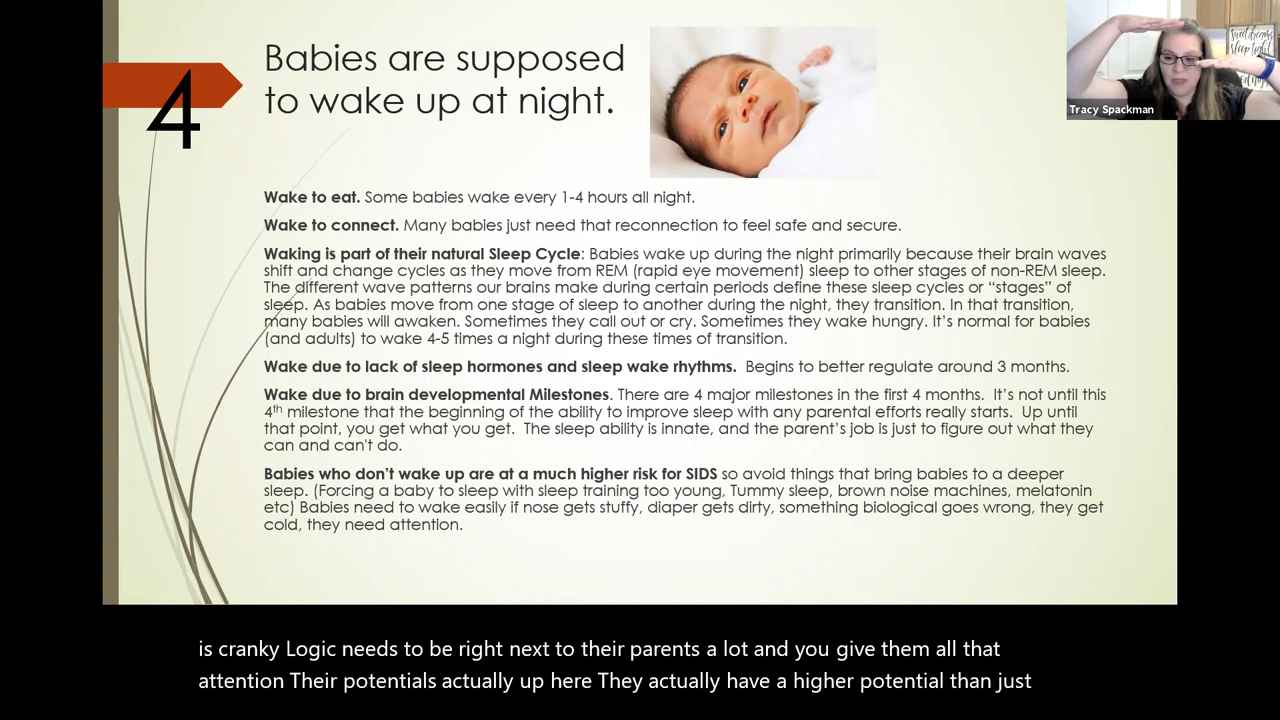 4
Babies are supposed
to wake up at night.
Wake to eat. Some babies wake every 1-4 hours all night.
Wake to connect. Many babies just need that reconnection to feel safe and secure.
Waking is part of their natural Sleep Cycle: Babies wake up during the night primarily because their brain waves
shift and change cycles as they move from REM (rapid eye movement) sleep to other stages of non-REM sleep.
The different wave patterns our brains make during certain periods define these sleep cycles or “stages” of
sleep. As babies move from one stage of sleep to another during the night, they transition. In that transition,
many babies will awaken. Sometimes they call out or cry. Sometimes they wake hungry. It’s normal for babies
(and adults) to wake 4-5 times a night during these times of transition.
Wake due to lack of sleep hormones and sleep wake rhythms. Begins to better regulate around 3 months.
Wake due to brain developmental Milestones. There are 4 major milestones in the first 4 months. It’s not until this
4th milestone that the beginning of the ability to improve sleep with any parental efforts really starts. Up until
that point, you get what you get. The sleep ability is innate, and the parent’s job is just to figure out what they
can and can't do.
Babies who don’t wake up are at a much higher risk for SIDS so avoid things that bring babies to a deeper
sleep. (Forcing a baby to sleep with sleep training too young, Tummy sleep, brown noise machines, melatonin
etc) Babies need to wake easily if nose gets stuffy, diaper gets dirty, something biological goes wrong, they get
cold, they need attention.
sweet dreams
sleep tight
Tracy Spackman
is cranky Logic needs to be right next to their parents a lot and you give them all that
attention Their potentials actually up here They actually have a higher potential than just